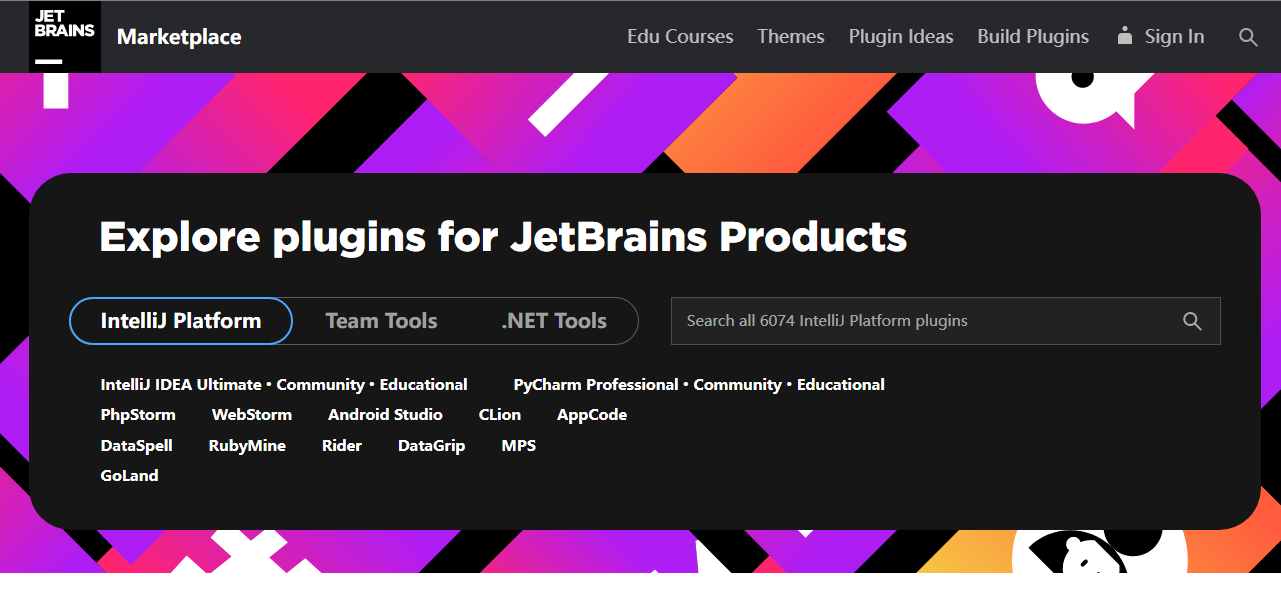 JET
BRAINS
Marketplace
Edu Courses Themes Plugin Ideas Build Plugins Sign In
Explore plugins for JetBrains Products
IntelliJ Platform Team Tools .NET Tools Search all 6074 IntelliJ Platform plugins
IntelliJ IDEA Ultimate • Community • Educational PyCharm Professional • Community • Educational
PhpStorm WebStorm Android Studio CLion AppCode
DataSpell RubyMine Rider DataGrip MPS
GoLand